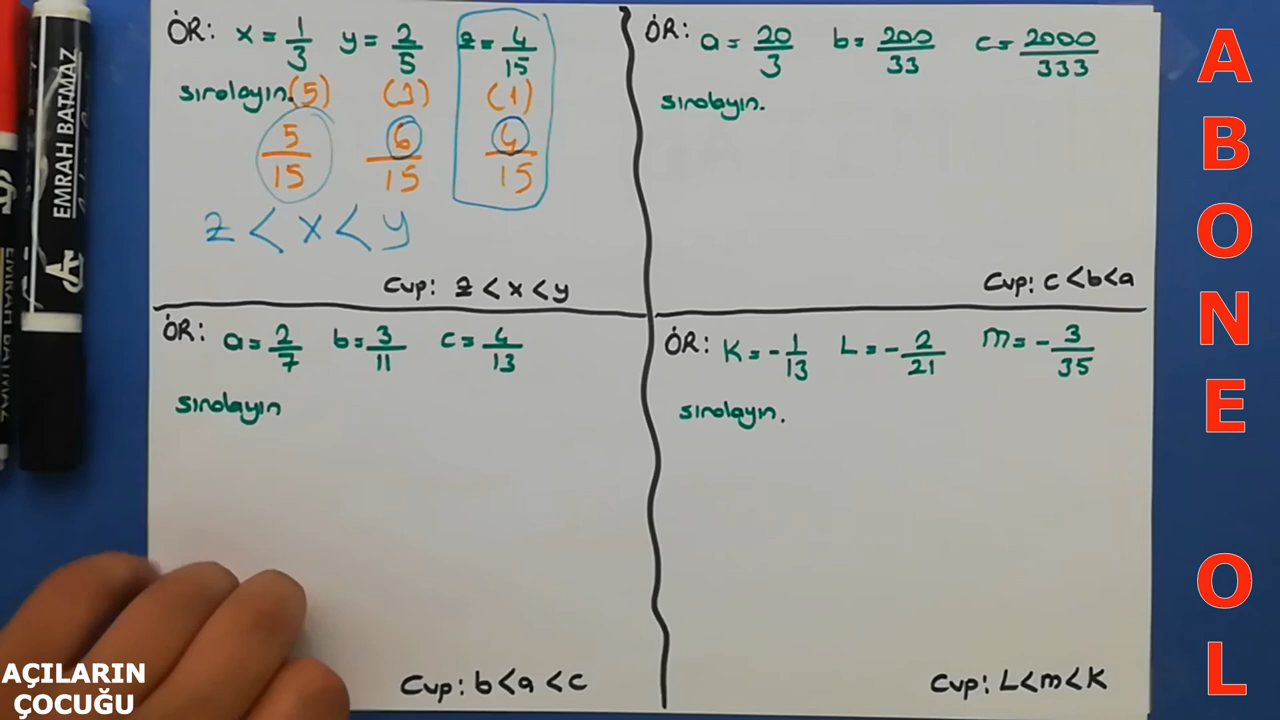 ÖR: x = 1/3 y = 2/5 z = 4/15
sıralayın. (5) (3) (1)
5/15 6/15 4/15
z < x < y
Cvp: z < x < y
ÖR: a = 20/3 b = 200/33 c = 2000/333
sıralayın.
Cvp: c < b < a
ÖR: a = 2/7 b = 3/11 c = 4/13
sıralayın
Cvp: b < a < c
ÖR: K = -1/13 L = -2/21 m = -3/35
sıralayın.
Cvp: L < m < K
EMRAH BATMAZ
AÇILARIN
ÇOCUĞU
ABONE
OL